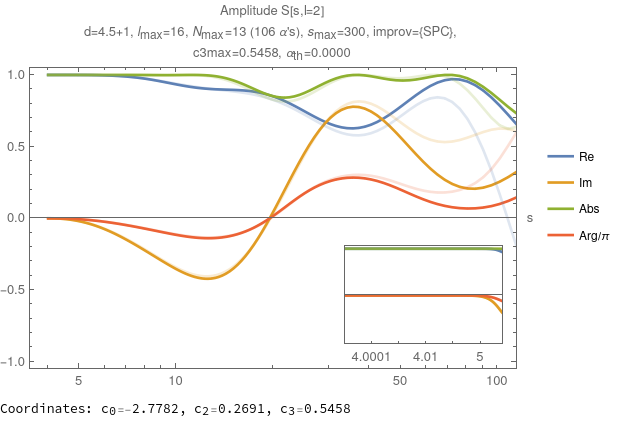 Amplitude S[s,l=2]
d=4.5+1, lmax=16, Nmax=13 (106 α's), smax=300, improv={SPC},
c3max=0.5458, αth=0.0000
1.0
0.5
0.0
−0.5
−1.0
5
10
50
100
s
4.0001
4.01
5
Re
Im
Abs
Arg/π
Coordinates: c0=-2.7782, c2=0.2691, c3=0.5458